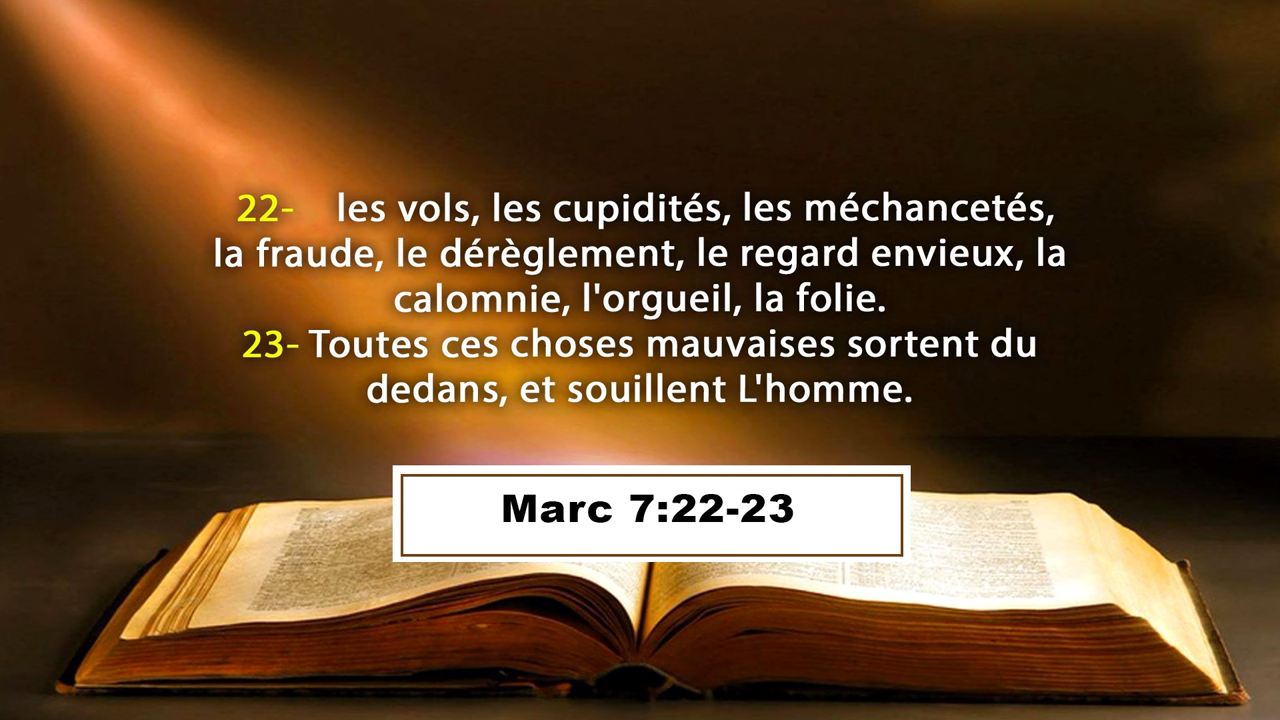 22- les vols, les cupidités, les méchancetés,
la fraude, le dérèglement, le regard envieux, la
calomnie, l'orgueil, la folie.
23- Toutes ces choses mauvaises sortent du
dedans, et souillent L'homme.
Marc 7:22-23